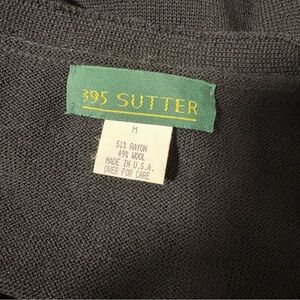 395 SUTTER
M
51% RAYON
49% WOOL
MADE IN U.S.A.
OVER FOR CARE